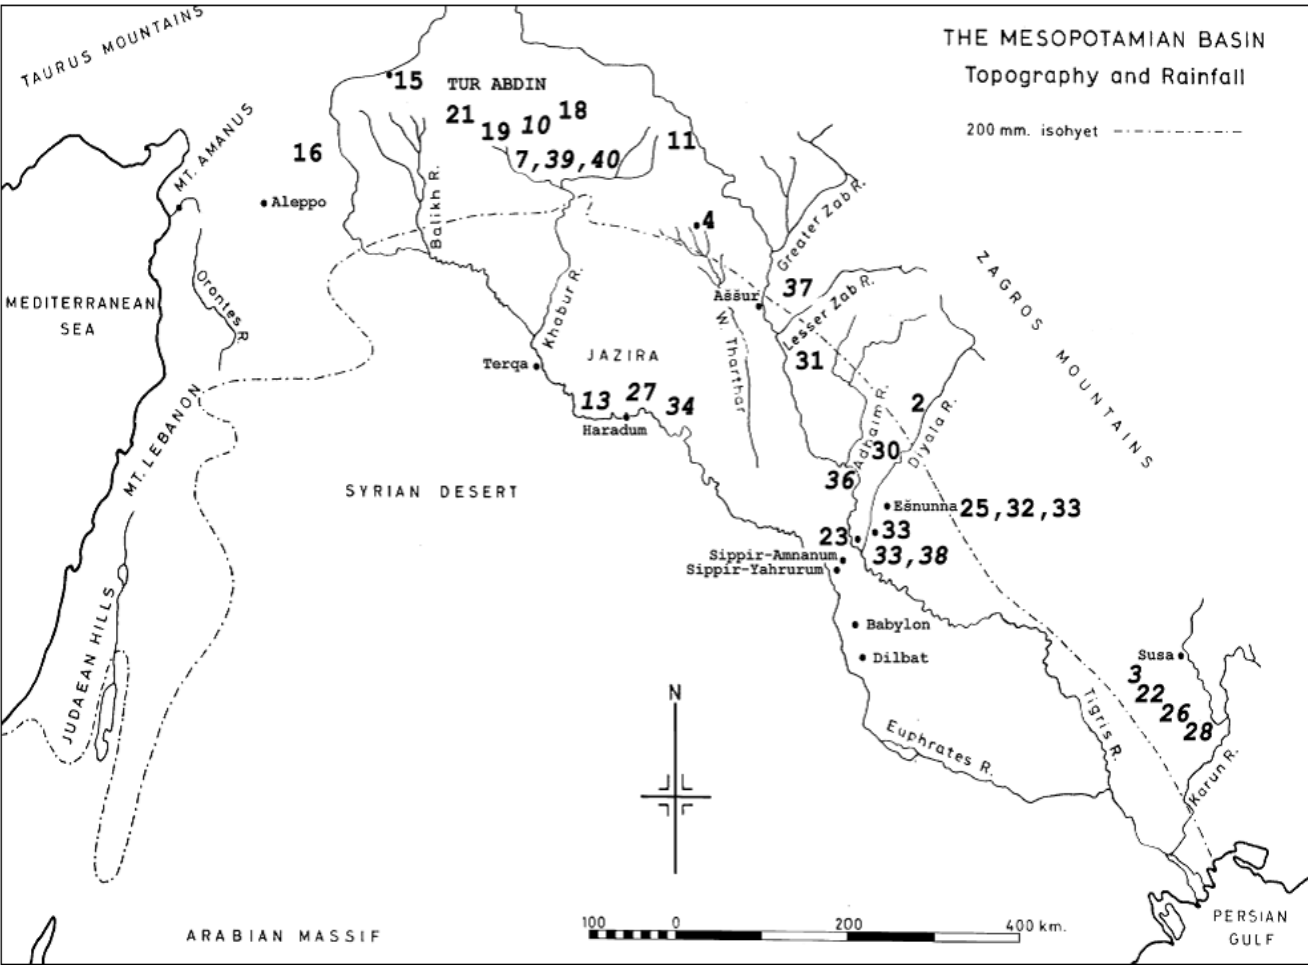 THE MESOPOTAMIAN BASIN
Topography and Rainfall
200 mm. isohyet
TAURUS MOUNTAINS
15
TUR ABDIN
21
19
10
18
11
7,39,40
16
MT. AMANUS
Aleppo
Balikh R.
4
Greater Zab R.
ZAGROS MOUNTAINS
MEDITERRANEAN
SEA
Orontes R.
Khabur R.
Aššur
37
Lesser Zab R.
W. Tharthar
31
JAZIRA
Terqa
13
27
34
Haradum
2
Adhaim R.
Diyala R.
30
36
MT. LEBANON
SYRIAN DESERT
Ešnunna
25,32,33
23
33
33,38
Sippir-Amnanum
Sippir-Yahrurum
Babylon
Dilbat
JUDAEAN HILLS
Susa
3
22
26
28
Tigris R.
Euphrates R.
Karun R.
N
ARABIAN MASSIF
100 0 200 400 km.
PERSIAN
GULF